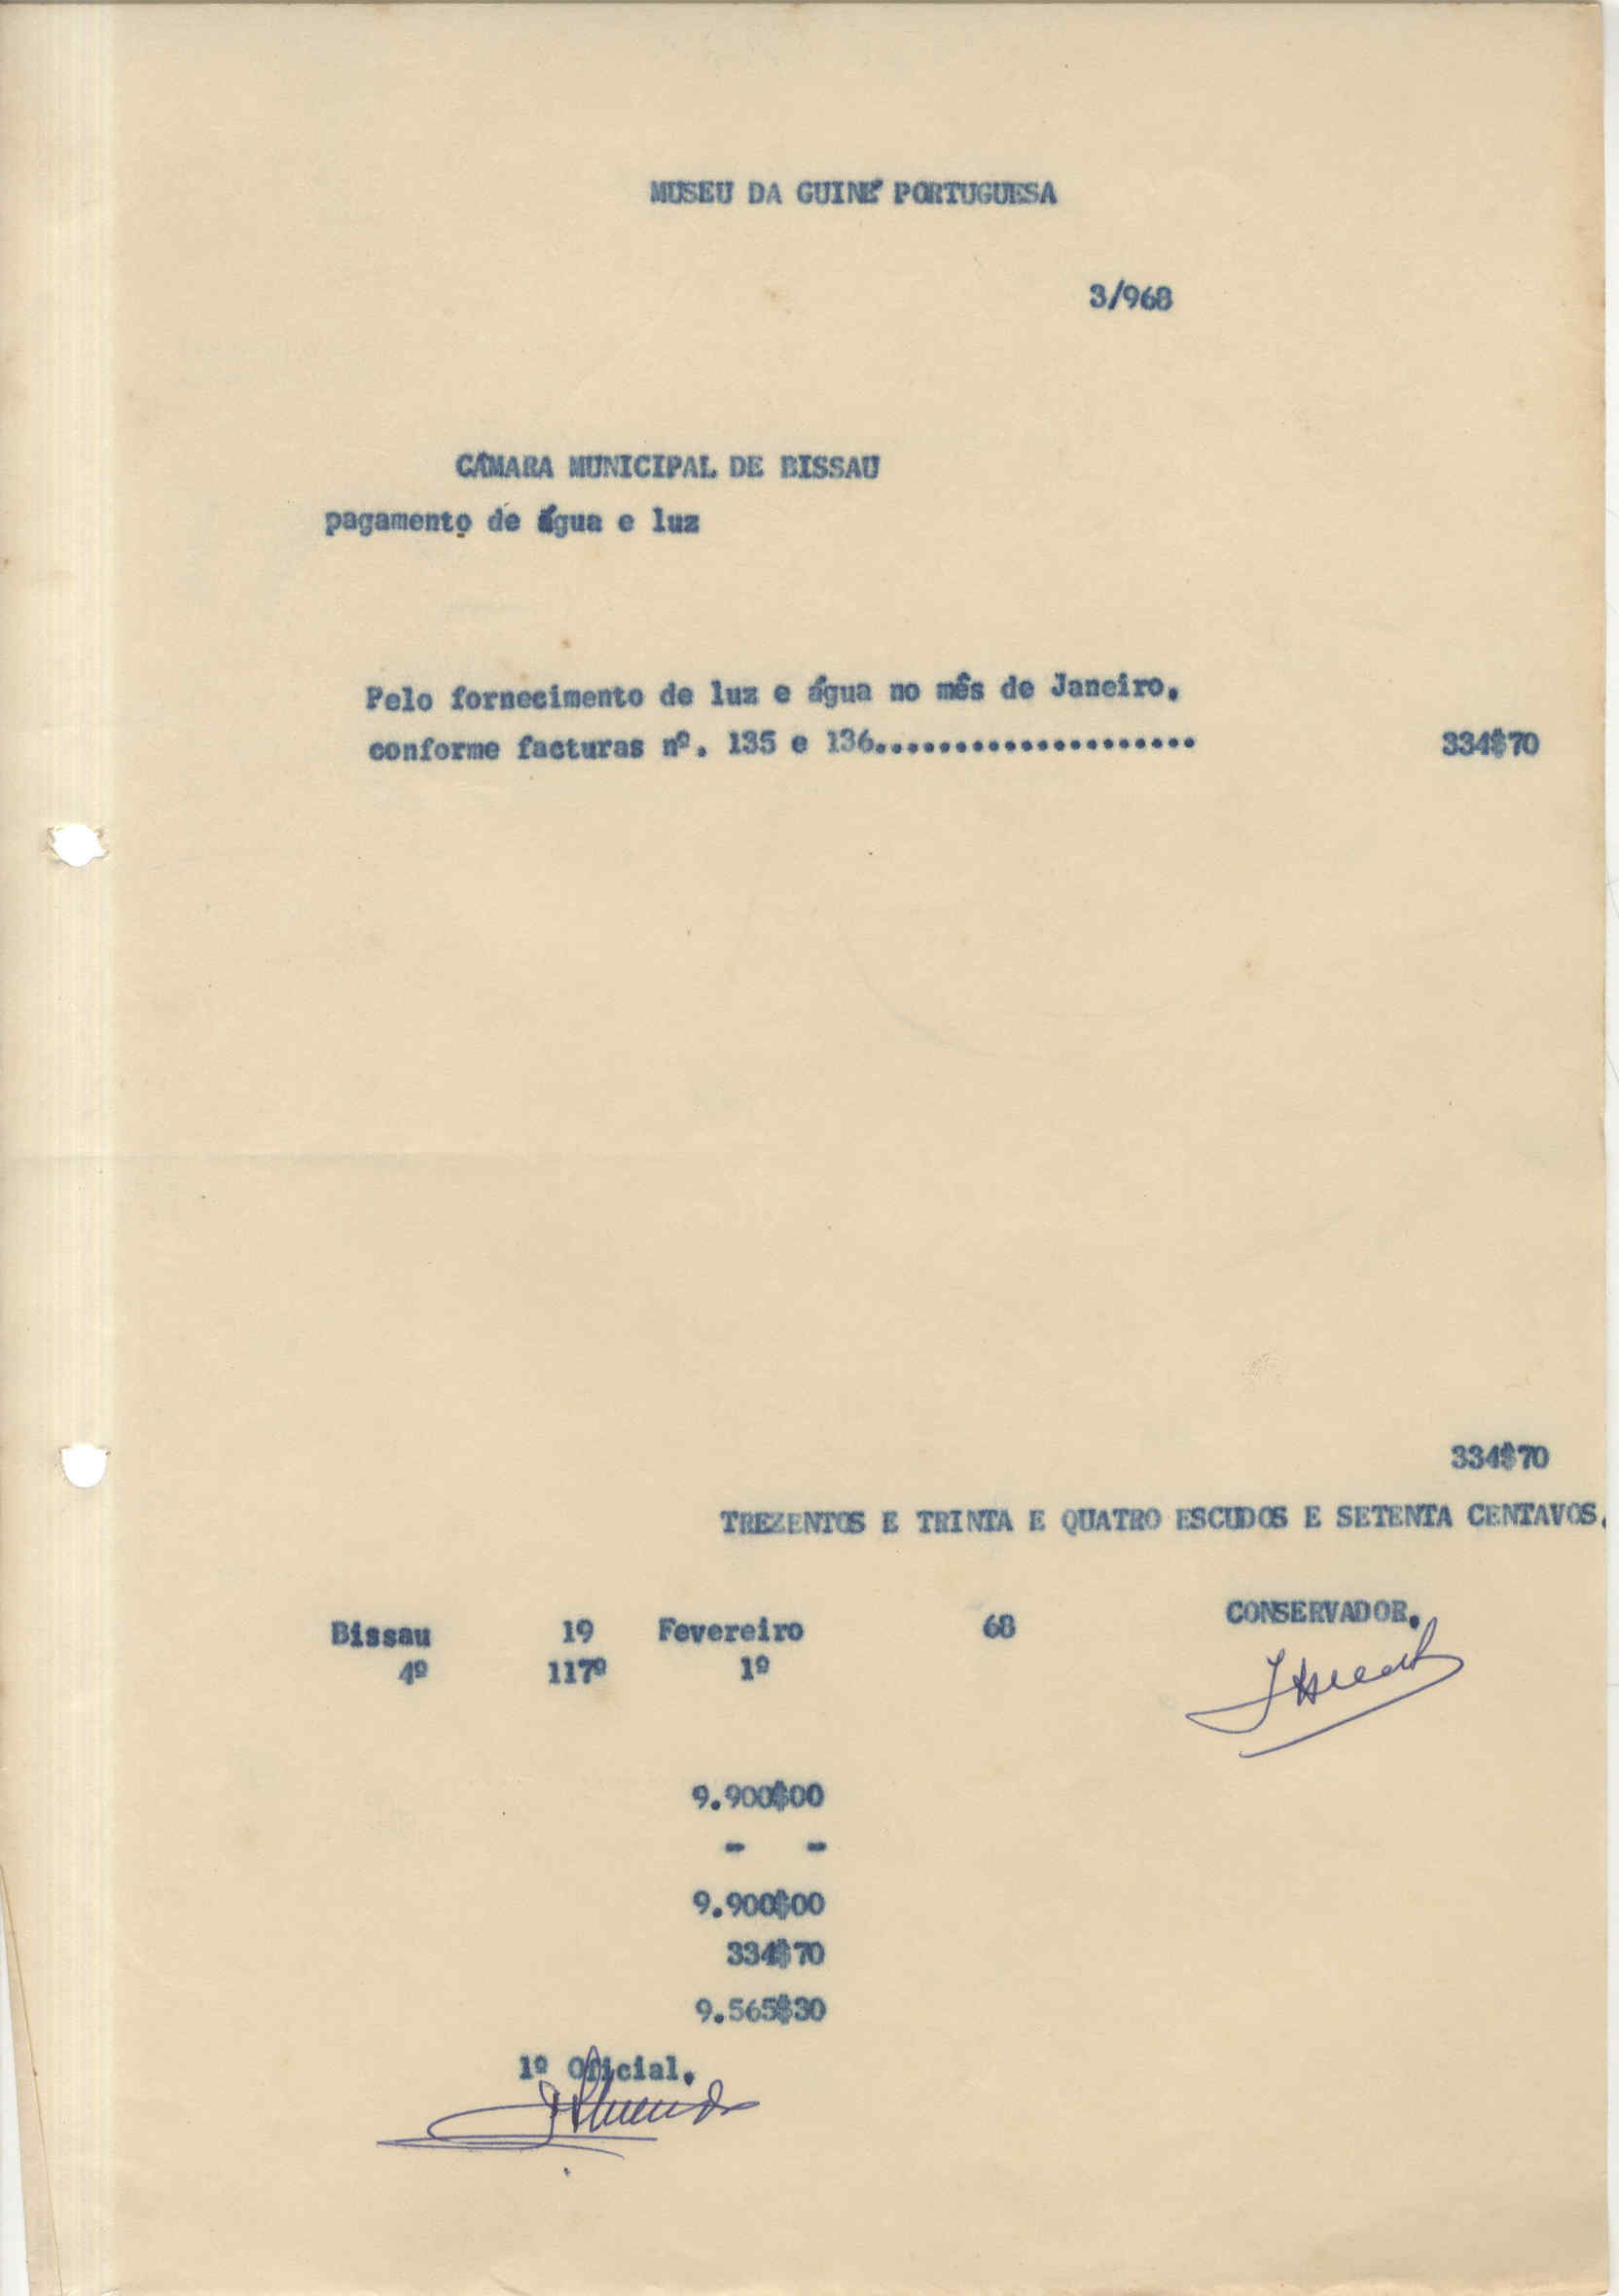 MUSEU DA GUINÉ PORTUGUESA
3/968
CÂMARA MUNICIPAL DE BISSAU
pagamento de água e luz
Pelo fornecimento de luz e água no mês de Janeiro.
conforme facturas nº. 135 e 136.................... 334$70
334$70
TREZENTOS E TRINTA E QUATRO ESCUDOS E SETENTA CENTAVOS.
CONSERVADOR.
Bissau 19 Fevereiro 68
4º 117º 1º
9.900$00
- -
9.900$00
334$70
9.565$30
1º Oficial.